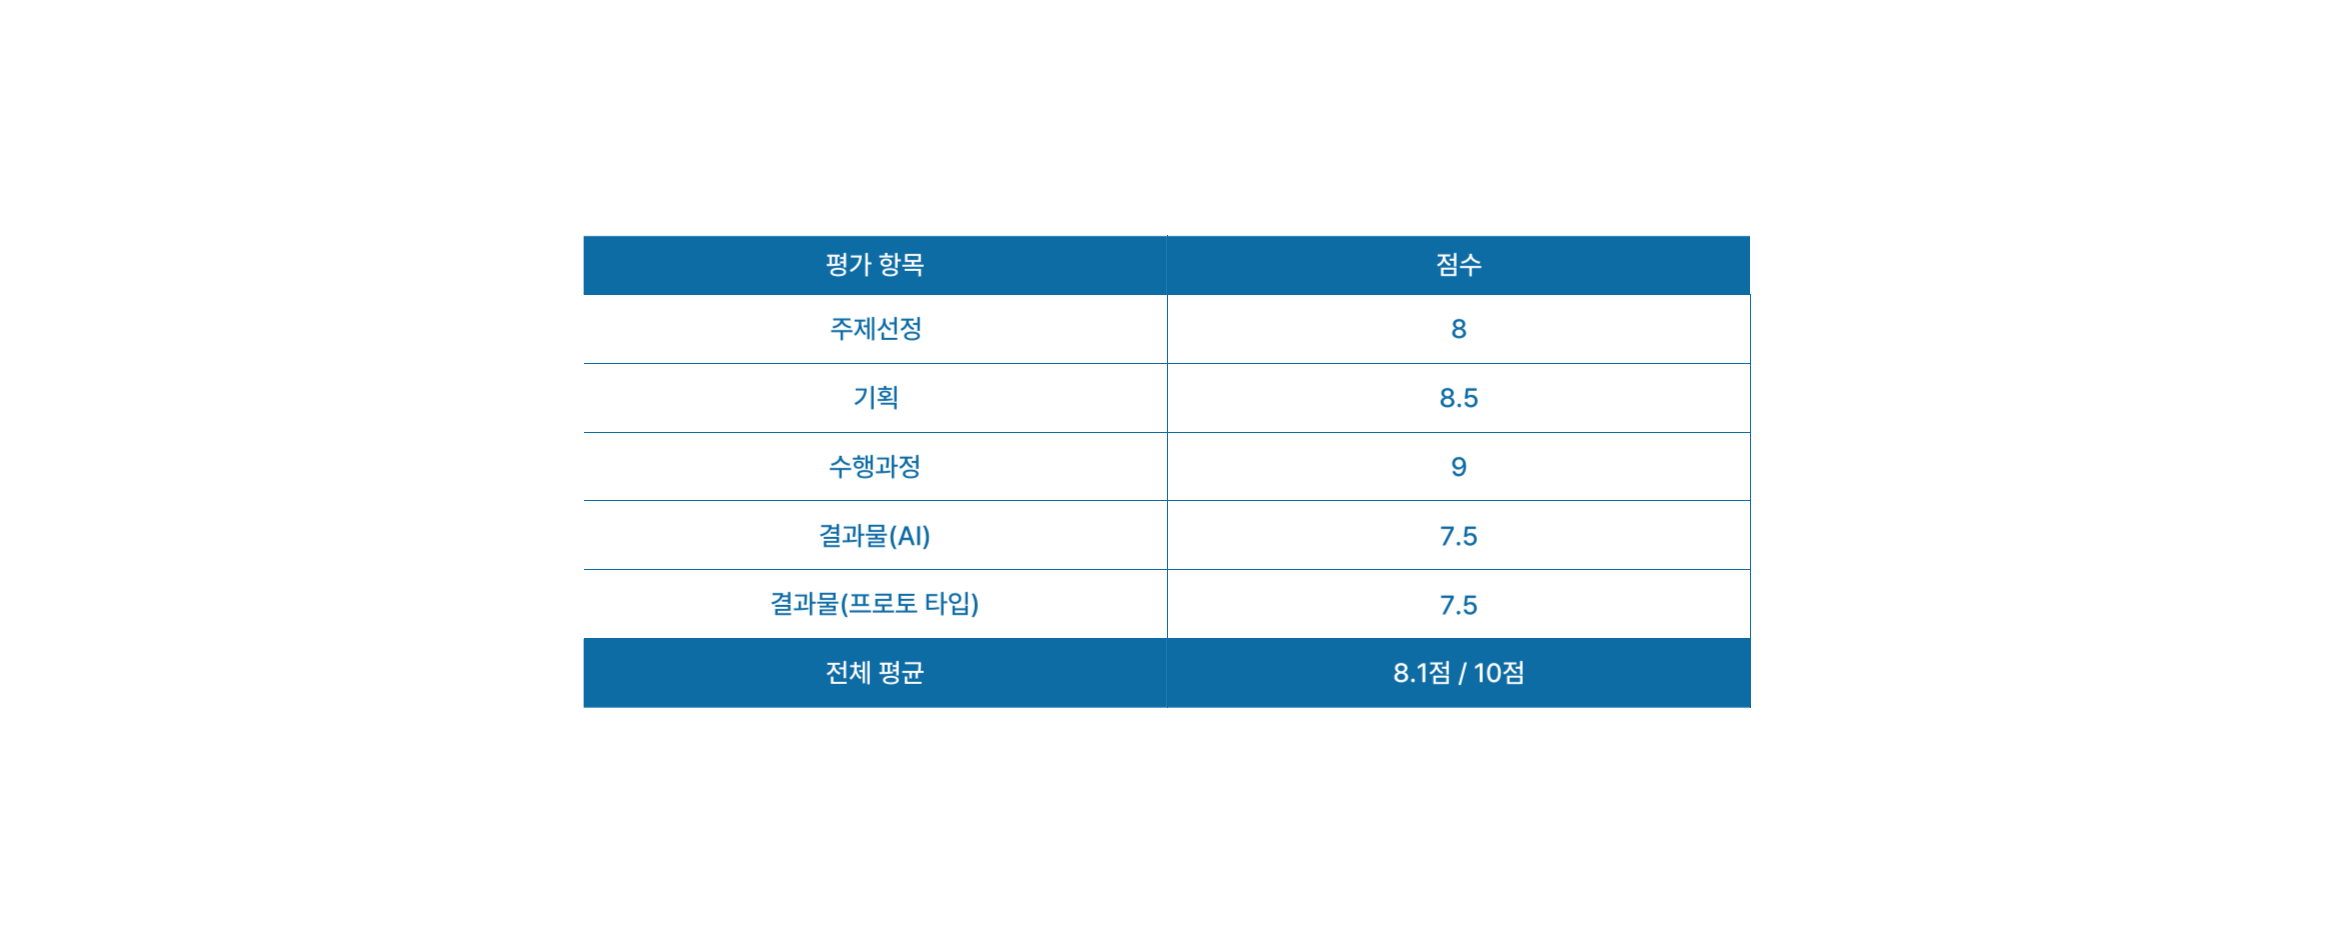 평가 항목 점수
주제선정 8
기획 8.5
수행과정 9
결과물(AI) 7.5
결과물(프로토 타입) 7.5
전체 평균 8.1점 / 10점